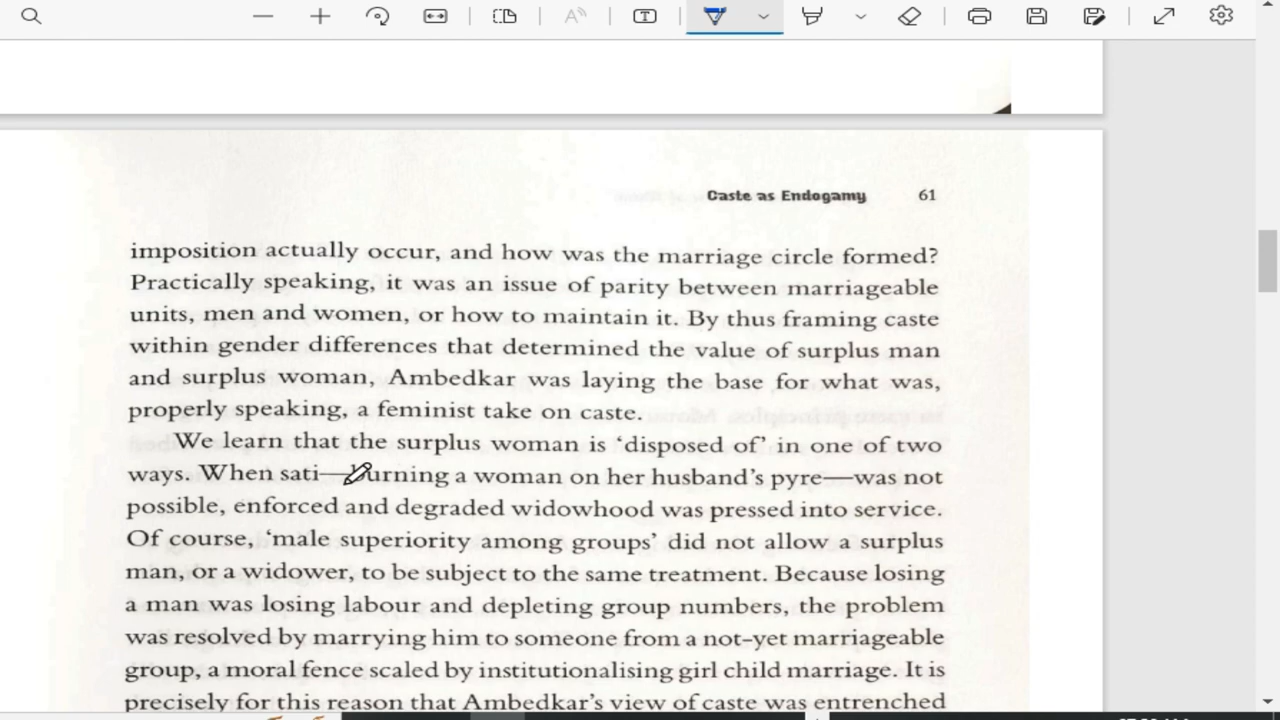 Caste as Endogamy 61
imposition actually occur, and how was the marriage circle formed?
Practically speaking, it was an issue of parity between marriageable
units, men and women, or how to maintain it. By thus framing caste
within gender differences that determined the value of surplus man
and surplus woman, Ambedkar was laying the base for what was,
properly speaking, a feminist take on caste.
We learn that the surplus woman is ‘disposed of’ in one of two
ways. When sati—burning a woman on her husband’s pyre—was not
possible, enforced and degraded widowhood was pressed into service.
Of course, ‘male superiority among groups’ did not allow a surplus
man, or a widower, to be subject to the same treatment. Because losing
a man was losing labour and depleting group numbers, the problem
was resolved by marrying him to someone from a not-yet marriageable
group, a moral fence scaled by institutionalising girl child marriage. It is
precisely for this reason that Ambedkar’s view of caste was entrenched